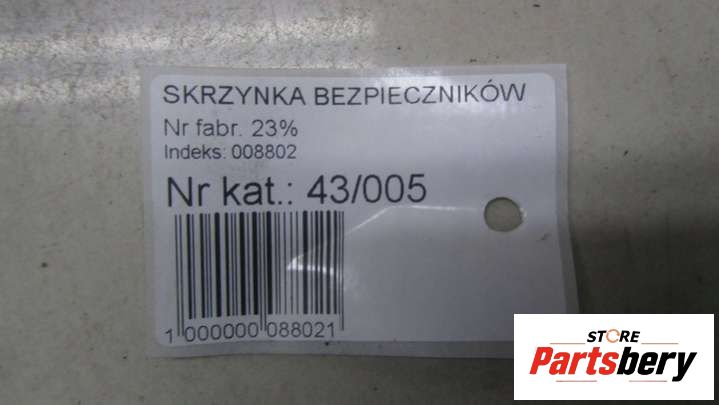 SKRZYNKA BEZPIECZNIKÓW
Nr fabr. 23%
Indeks: 008802
Nr kat.: 43/005
1 000000 088021
STORE
Partsbery